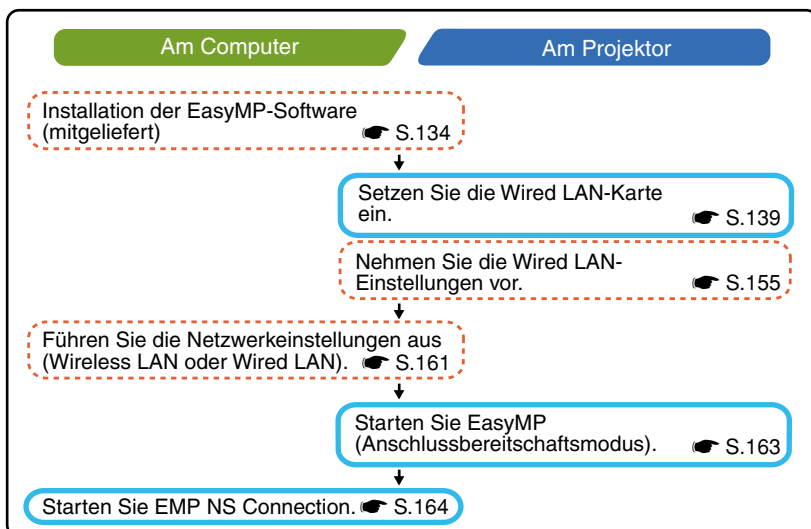 Am Computer
Am Projektor
Installation der EasyMP-Software
(mitgeliefert) ☛ S.134
Setzen Sie die Wired LAN-Karte
ein. ☛ S.139
Nehmen Sie die Wired LAN-
Einstellungen vor. ☛ S.155
Führen Sie die Netzwerkeinstellungen aus
(Wireless LAN oder Wired LAN). ☛ S.161
Starten Sie EasyMP
(Anschlussbereitschaftsmodus). ☛ S.163
Starten Sie EMP NS Connection. ☛ S.164